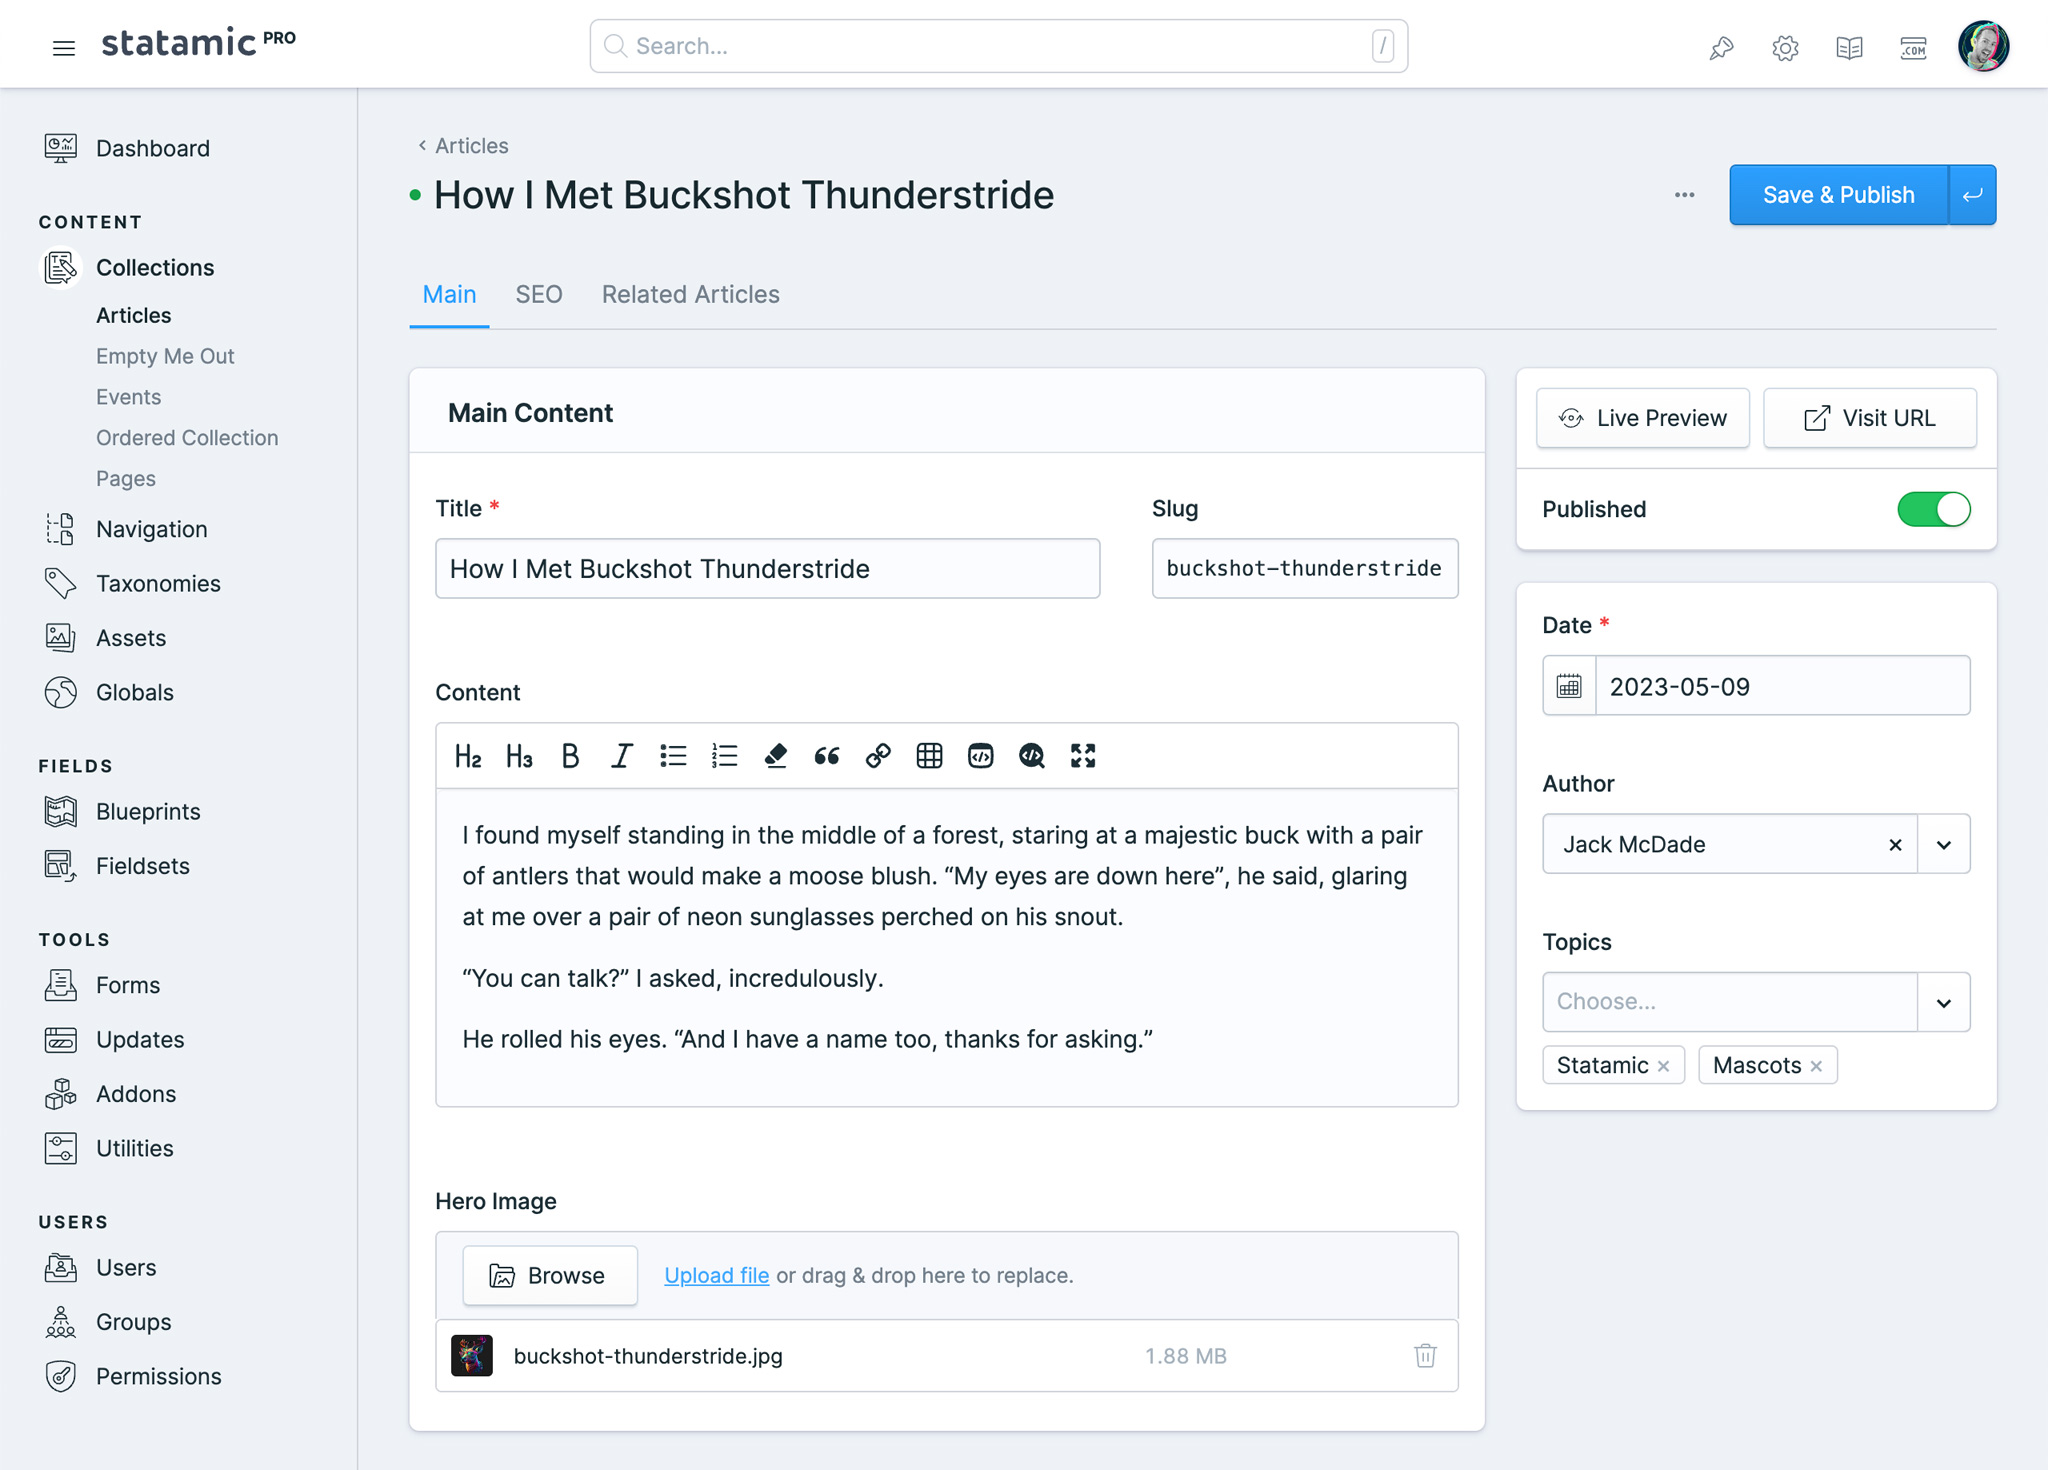 statamic PRO
Search...
/
.COM
Dashboard
CONTENT
Collections
Articles
Empty Me Out
Events
Ordered Collection
Pages
Navigation
Taxonomies
Assets
Globals
FIELDS
Blueprints
Fieldsets
TOOLS
Forms
Updates
Addons
Utilities
USERS
Users
Groups
Permissions
‹ Articles
How I Met Buckshot Thunderstride
Save & Publish
Main
SEO
Related Articles
Main Content
Title *
How I Met Buckshot Thunderstride
Slug
buckshot-thunderstride
Content
H2 H3 B I
I found myself standing in the middle of a forest, staring at a majestic buck with a pair
of antlers that would make a moose blush. “My eyes are down here”, he said, glaring
at me over a pair of neon sunglasses perched on his snout.
“You can talk?” I asked, incredulously.
He rolled his eyes. “And I have a name too, thanks for asking.”
Hero Image
Browse
Upload file or drag & drop here to replace.
buckshot-thunderstride.jpg
1.88 MB
Live Preview
Visit URL
Published
Date *
2023-05-09
Author
Jack McDade ×
Topics
Choose...
Statamic ×
Mascots ×